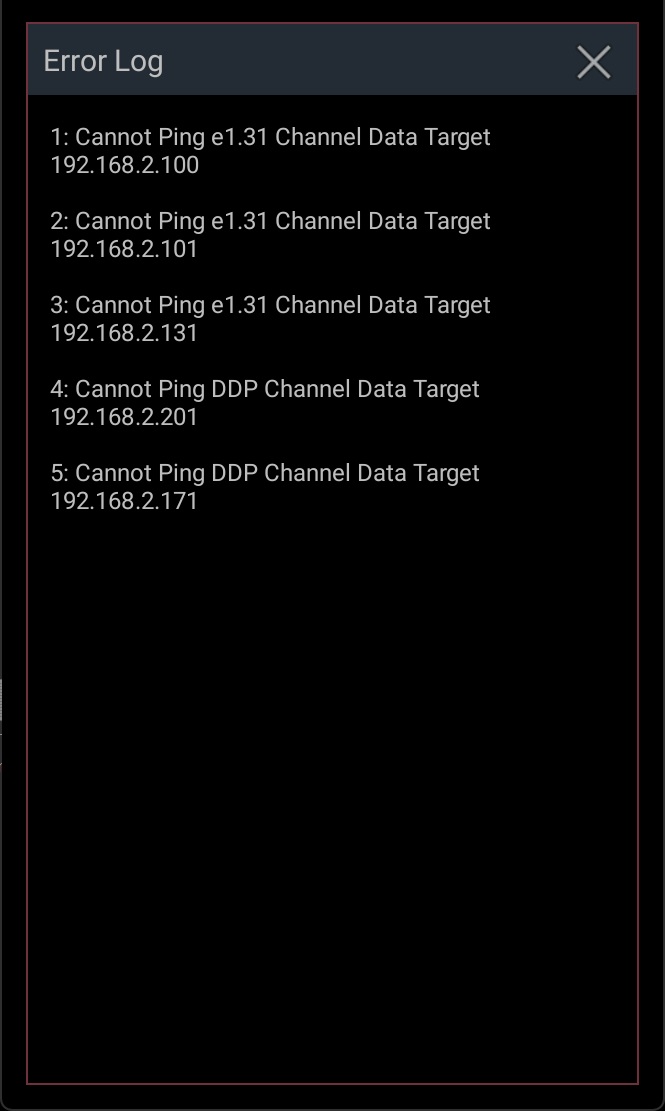 Error Log
1: Cannot Ping e1.31 Channel Data Target
192.168.2.100
2: Cannot Ping e1.31 Channel Data Target
192.168.2.101
3: Cannot Ping e1.31 Channel Data Target
192.168.2.131
4: Cannot Ping DDP Channel Data Target
192.168.2.201
5: Cannot Ping DDP Channel Data Target
192.168.2.171